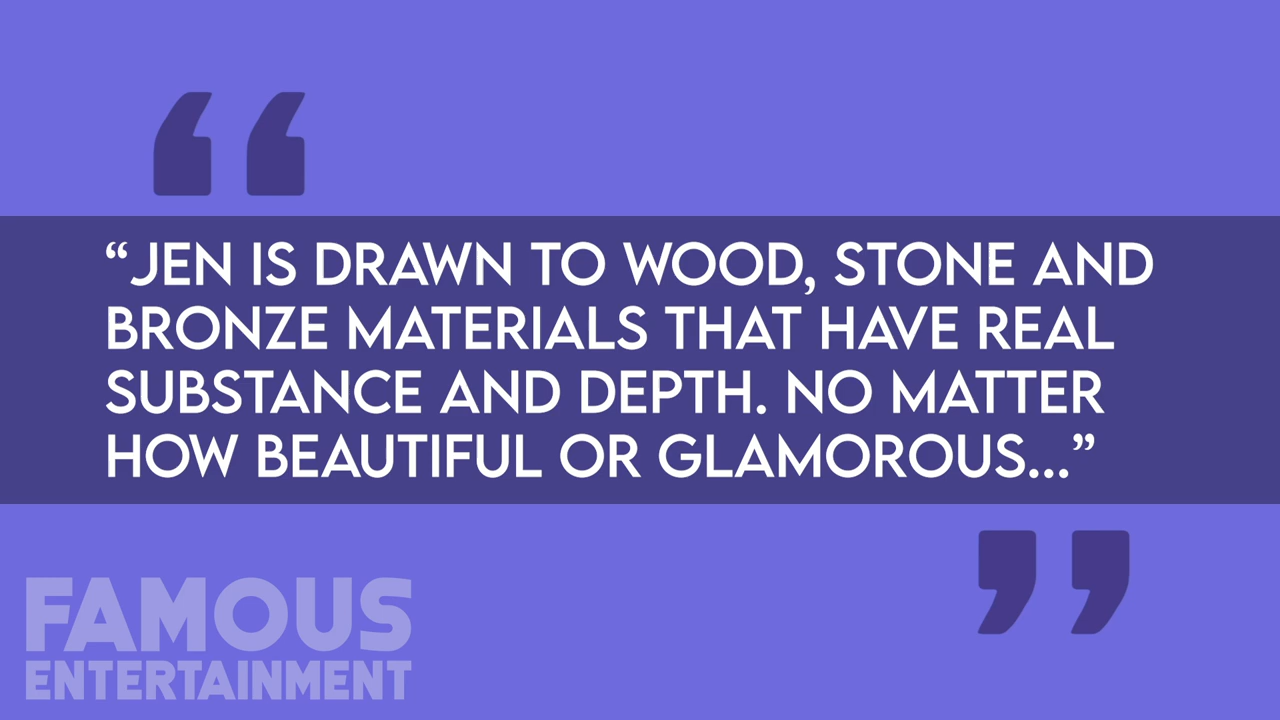 “JEN IS DRAWN TO WOOD, STONE AND
BRONZE MATERIALS THAT HAVE REAL
SUBSTANCE AND DEPTH. NO MATTER
HOW BEAUTIFUL OR GLAMOROUS...”
FAMOUS
ENTERTAINMENT